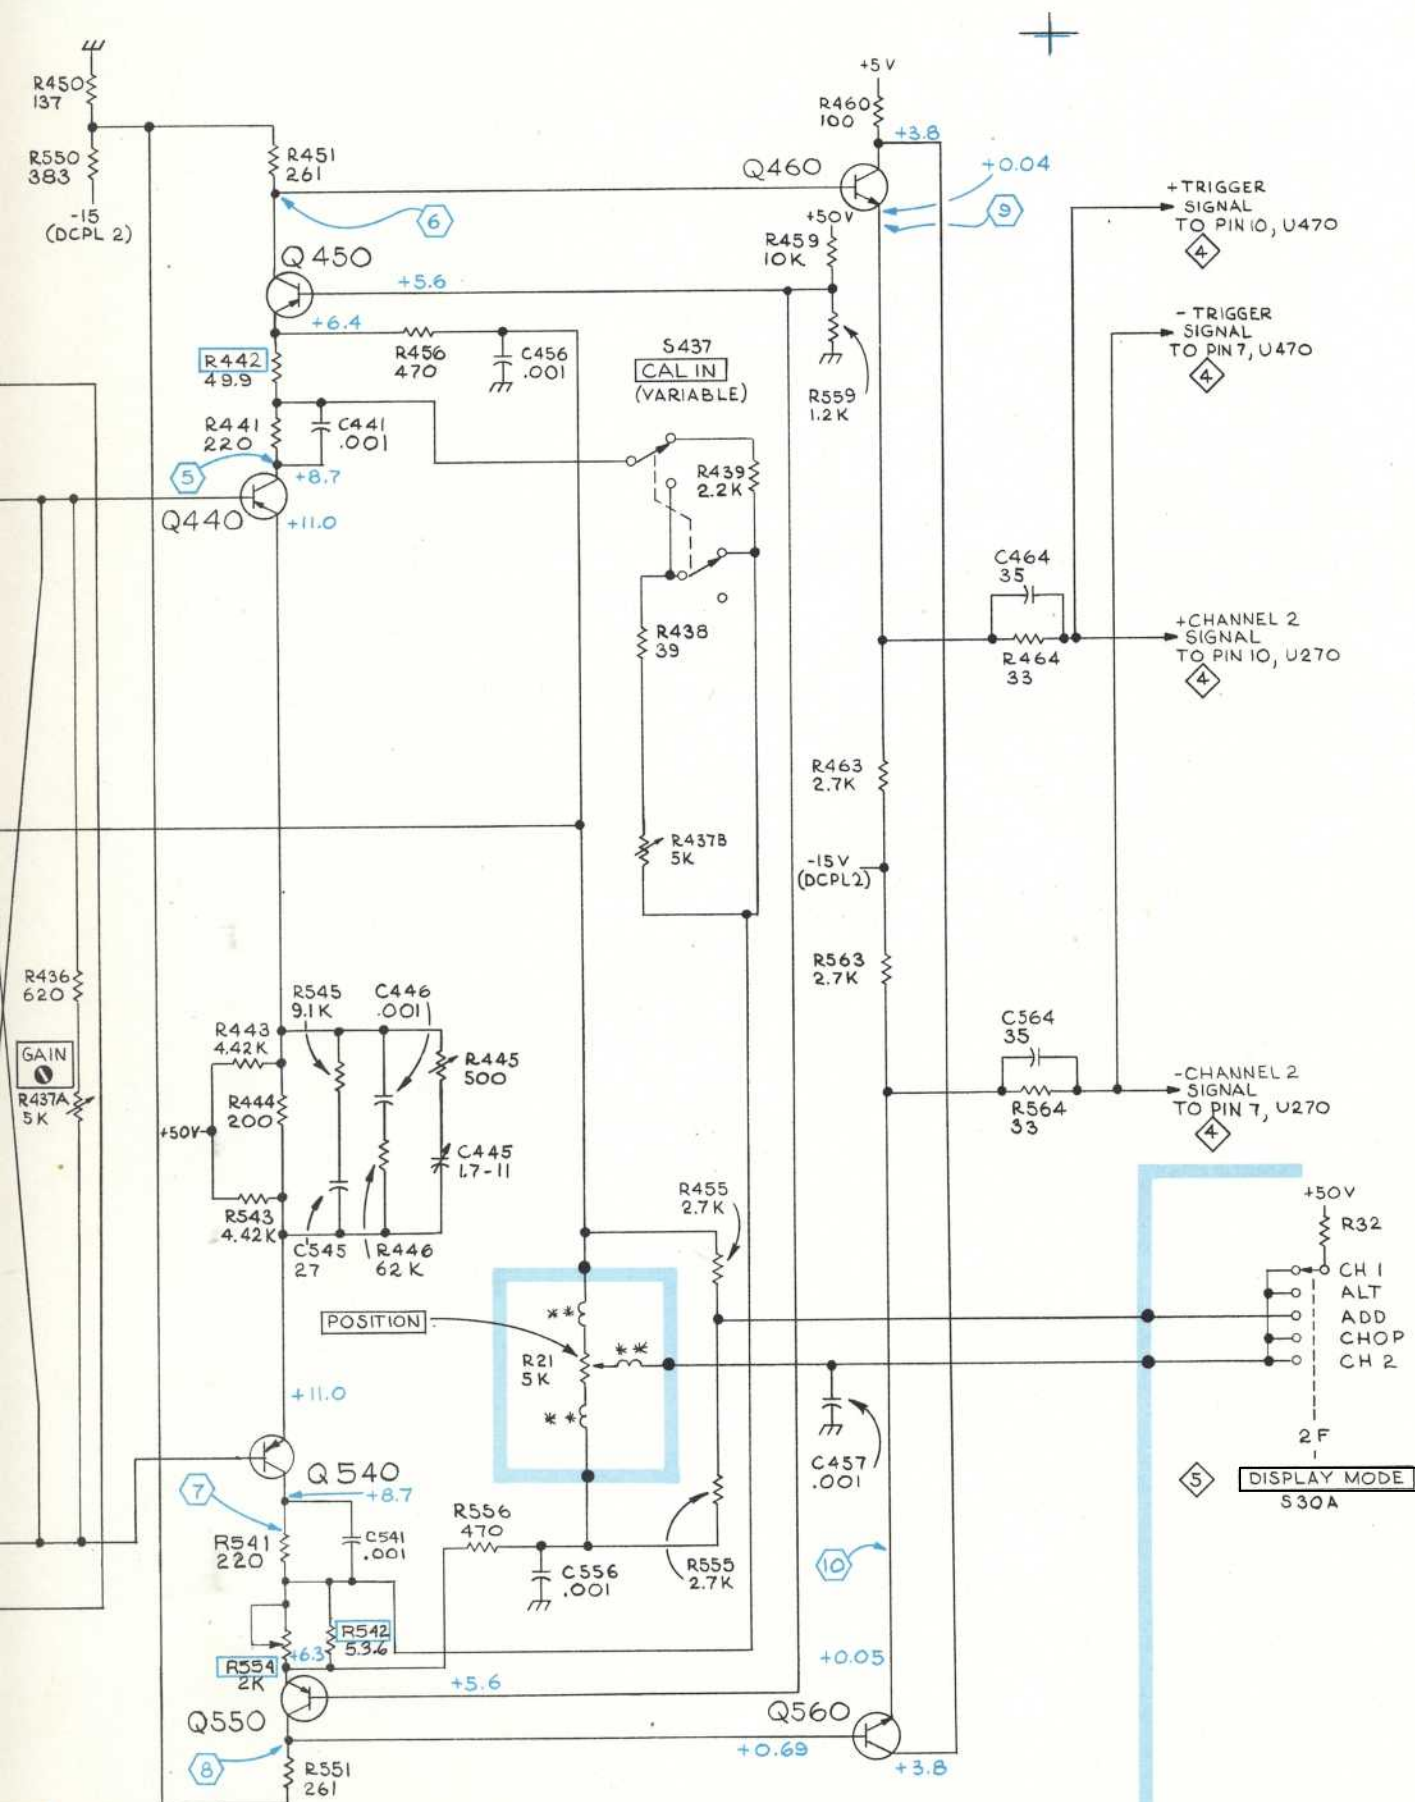 +5 V
R450
137
R460
100
+3.8
R550
383
R451
261
Q460
+0.04
+TRIGGER
SIGNAL
TO PIN 10, U470
4
-15
(DCPL 2)
6
+50V
9
R459
10K
Q450
+5.6
+6.4
- TRIGGER
SIGNAL
TO PIN 7, U470
4
R442
49.9
R456
470
C456
.001
S437
CAL IN
(VARIABLE)
R559
1.2K
R441
220
C441
.001
5
+8.7
R439
2.2K
Q440
+11.0
C464
35
R438
39
R464
33
+CHANNEL 2
SIGNAL
TO PIN 10, U270
4
R463
2.7K
R437B
5K
-15V
(DCPL2)
R436
620
R545
9.1K
C446
.001
R563
2.7K
GAIN
R437A
5K
R443
4.42K
R445
500
C564
35
R444
200
+50V
R564
33
-CHANNEL 2
SIGNAL
TO PIN 7, U270
4
C445
1.7-11
R543
4.42K
C545
27
R446
62K
R455
2.7K
+50V
R32
CH 1
ALT
ADD
CHOP
CH 2
POSITION
**
**
R21
5K
**
+11.0
2F
C457
.001
5
DISPLAY MODE
S30A
Q540
7
+8.7
R556
470
R541
220
C541
.001
C556
.001
R555
2.7K
10
R542
53.6
+6.3
R554
2K
+5.6
+0.05
Q550
Q560
8
+0.69
+3.8
R551
261